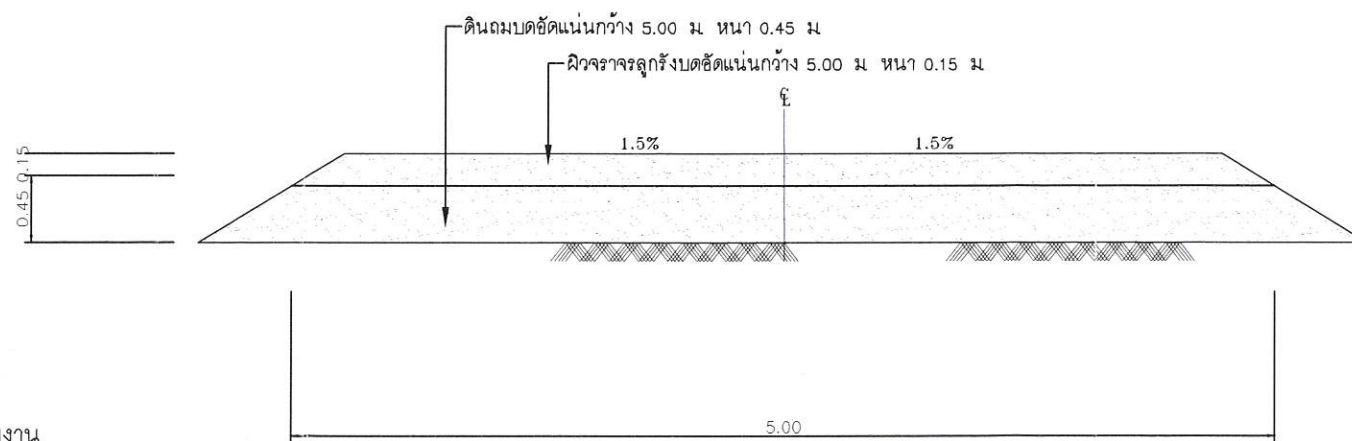 ดินถมบดอัดแน่นกว้าง 5.00 ม. หนา 0.45 ม.
ผิวจราจรลูกรังบดอัดแน่นกว้าง 5.00 ม หนา 0.15 ม
℄
1.5% 1.5%
0.15
0.45
5.00